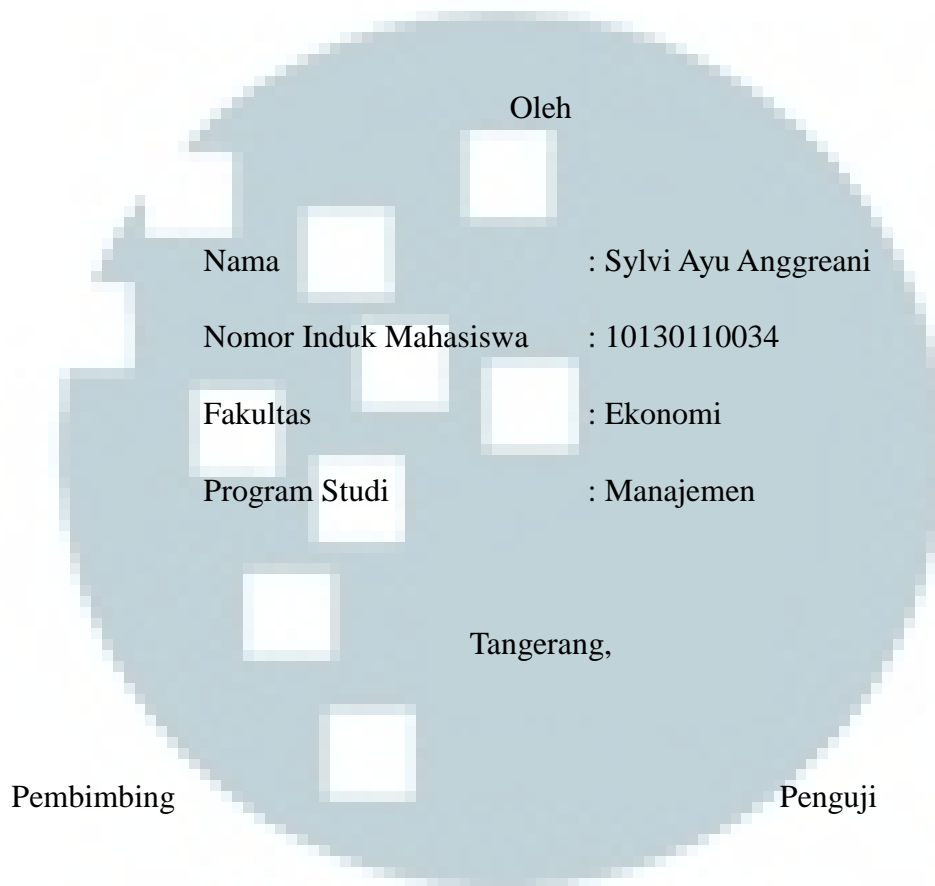 Oleh
Nama : Sylvi Ayu Anggreani
Nomor Induk Mahasiswa : 10130110034
Fakultas : Ekonomi
Program Studi : Manajemen
Tangerang,
Pembimbing Penguji